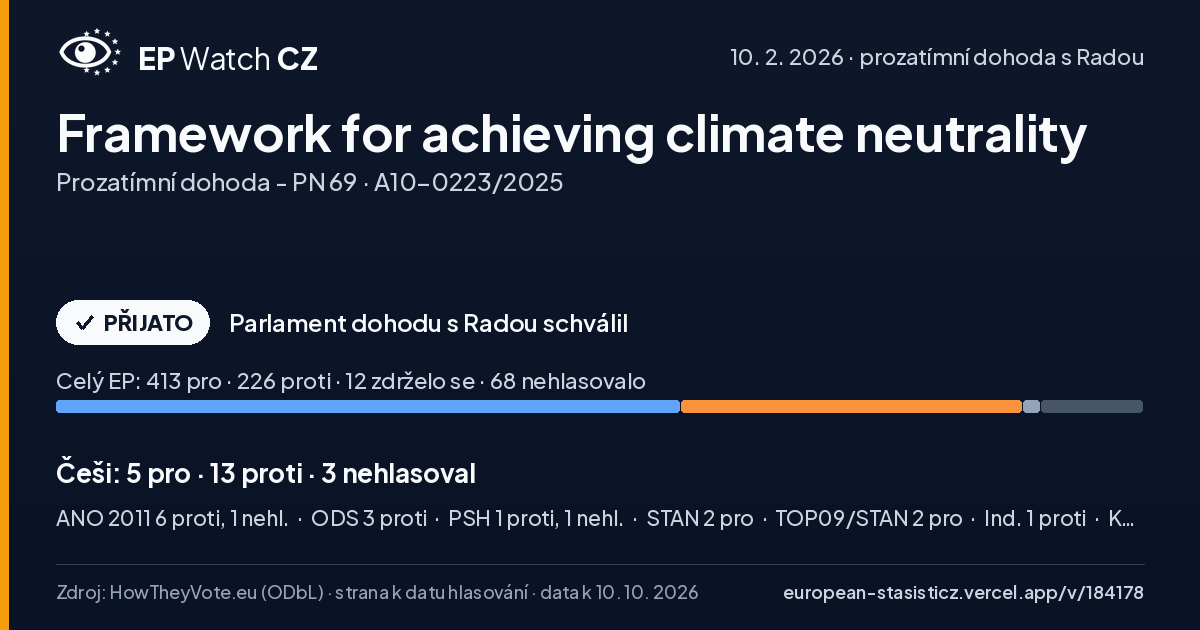 EP Watch CZ
10. 2. 2026 · prozatímní dohoda s Radou
Framework for achieving climate neutrality
Prozatímní dohoda - PN 69 · A10-0223/2025
✓ PŘIJATO
Parlament dohodu s Radou schválil
Celý EP: 413 pro · 226 proti · 12 zdrželo se · 68 nehlasovalo
Češi: 5 pro · 13 proti · 3 nehlasoval
ANO 2011 6 proti, 1 nehl. · ODS 3 proti · PSH 1 proti, 1 nehl. · STAN 2 pro · TOP09/STAN 2 pro · Ind. 1 proti · K…
Zdroj: HowTheyVote.eu (ODbL) · strana k datu hlasování · data k 10. 10. 2026
european-stasisticz.vercel.app/v/184178